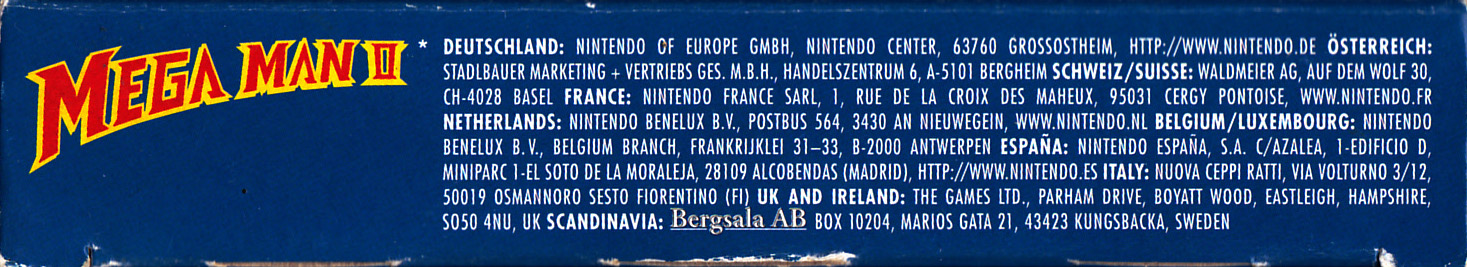 MEGA MAN II
* DEUTSCHLAND: NINTENDO OF EUROPE GMBH, NINTENDO CENTER, 63760 GROSSOSTHEIM, HTTP://WWW.NINTENDO.DE ÖSTERREICH:
STADLBAUER MARKETING + VERTRIEBS GES. M.B.H., HANDELSZENTRUM 6, A-5101 BERGHEIM SCHWEIZ/SUISSE: WALDMEIER AG, AUF DEM WOLF 30,
CH-4028 BASEL FRANCE: NINTENDO FRANCE SARL, 1, RUE DE LA CROIX DES MAHEUX, 95031 CERGY PONTOISE, WWW.NINTENDO.FR
NETHERLANDS: NINTENDO BENELUX B.V., POSTBUS 564, 3430 AN NIEUWEGEIN, WWW.NINTENDO.NL BELGIUM/LUXEMBOURG: NINTENDO
BENELUX B.V., BELGIUM BRANCH, FRANKRIJKLEI 31–33, B-2000 ANTWERPEN ESPAÑA: NINTENDO ESPAÑA, S.A. C/AZALEA, 1-EDIFICIO D,
MINIPARC 1-EL SOTO DE LA MORALEJA, 28109 ALCOBENDAS (MADRID), HTTP://WWW.NINTENDO.ES ITALY: NUOVA CEPPI RATTI, VIA VOLTURNO 3/12,
50019 OSMANNORO SESTO FIORENTINO (FI) UK AND IRELAND: THE GAMES LTD., PARHAM DRIVE, BOYATT WOOD, EASTLEIGH, HAMPSHIRE,
SO50 4NU, UK SCANDINAVIA: Bergsala AB BOX 10204, MARIOS GATA 21, 43423 KUNGSBACKA, SWEDEN